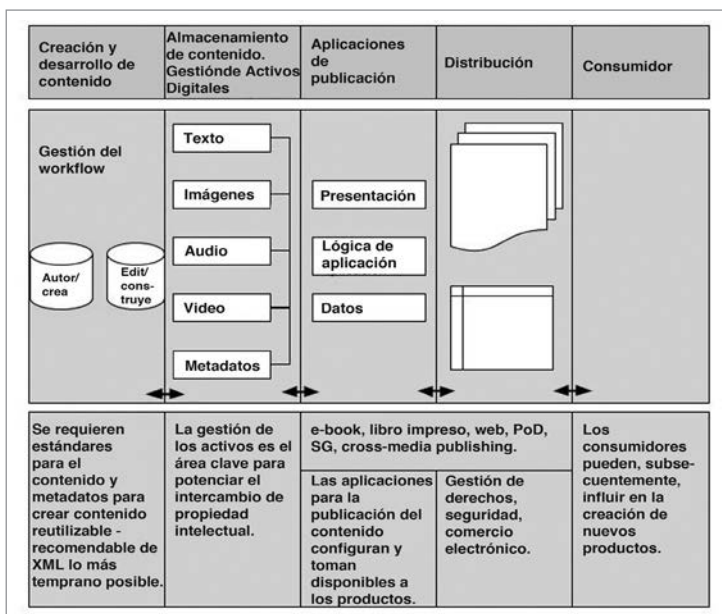 Creación y
desarrollo de
contenido
Almacenamiento
de contenido.
Gestiónde Activos
Digitales
Aplicaciones
de
publicación
Distribución
Consumidor
Gestión del
workflow
Autor/
crea
Edit/
cons-
truye
Texto
Imágenes
Audio
Video
Metadatos
Presentación
Lógica de
aplicación
Datos
Se requieren
estándares
para el
contenido y
metadatos para
crear contenido
reutilizable -
recomendable de
XML lo más
temprano posible.
La gestión de
los activos es el
área clave para
potenciar el
intercambio de
propiedad
intelectual.
e-book, libro impreso, web, PoD,
SG, cross-media publishing.
Las aplicaciones
para la
publicación del
contenido
configuran y
toman
disponibles a
los productos.
Gestión de
derechos,
seguridad,
comercio
electrónico.
Los
consumidores
pueden, subse-
cuentemente,
influir en la
creación de
nuevos
productos.